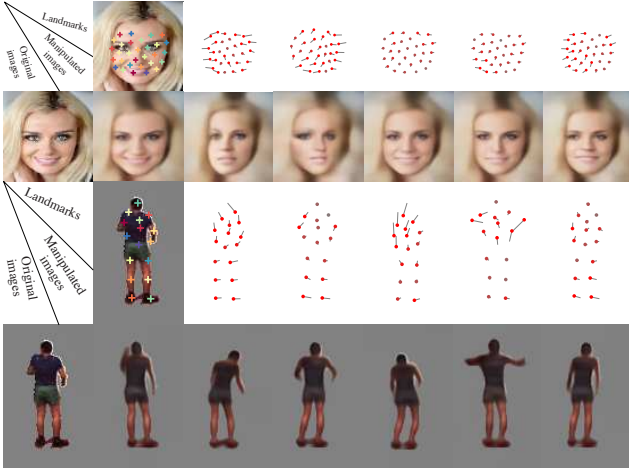 Landmarks
Manipulated
images
Original
images
Landmarks
Manipulated
images
Original
images